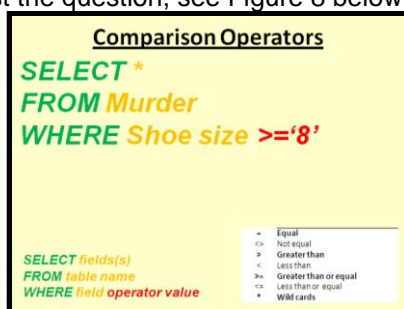 st the question, see Figure 8 below
Comparison Operators
SELECT *
FROM Murder
WHERE Shoe size >=‘8’
SELECT fields(s)
FROM table name
WHERE field operator value
= Equal
<> Not equal
> Greater than
< Less than
>= Greater than or equal
<= Less than or equal
* Wild cards